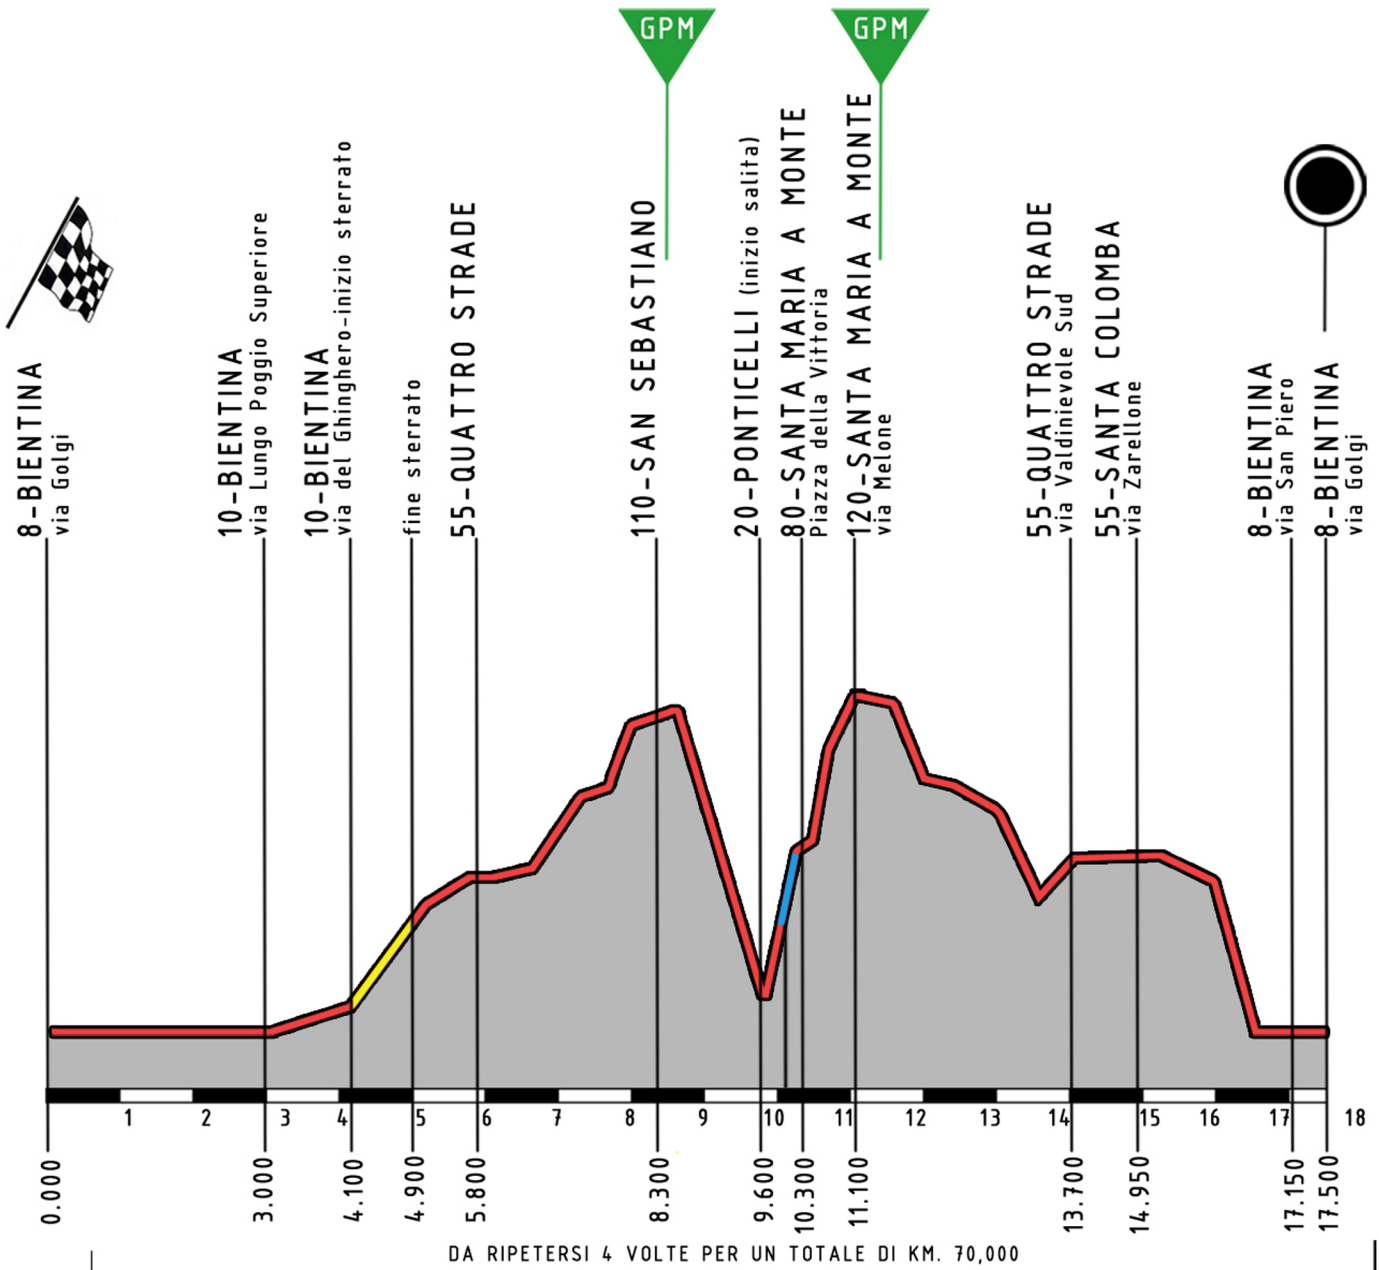 GPM
GPM
8-BIENTINA
via Golgi
10-BIENTINA
via Lungo Poggio Superiore
10-BIENTINA
via del Ghinghero-inizio sterrato
fine sterrato
55-QUATTRO STRADE
110-SAN SEBASTIANO
20-PONTICELLI (inizio salita)
80-SANTA MARIA A MONTE
Piazza della Vittoria
120-SANTA MARIA A MONTE
via Melone
55-QUATTRO STRADE
via Valdinievole Sud
55-SANTA COLOMBA
via Zarellone
8-BIENTINA
via San Piero
8-BIENTINA
via Golgi
1 2 3 4 5 6 7 8 9 10 11 12 13 14 15 16 17 18
0.000
3.000
4.100
4.900
5.800
8.300
9.600
10.300
11.100
13.700
14.950
17.150
17.500
DA RIPETERSI 4 VOLTE PER UN TOTALE DI KM. 70,000